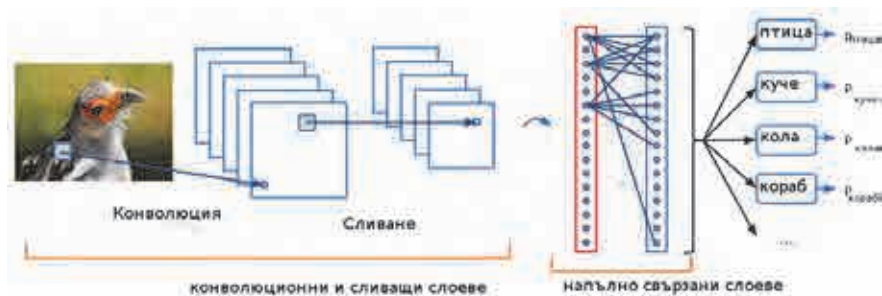 птица
куче
кола
кораб
....
Конволюция
Сливане
конволюционни и сливащи слоеве
напълно свързани слоеве